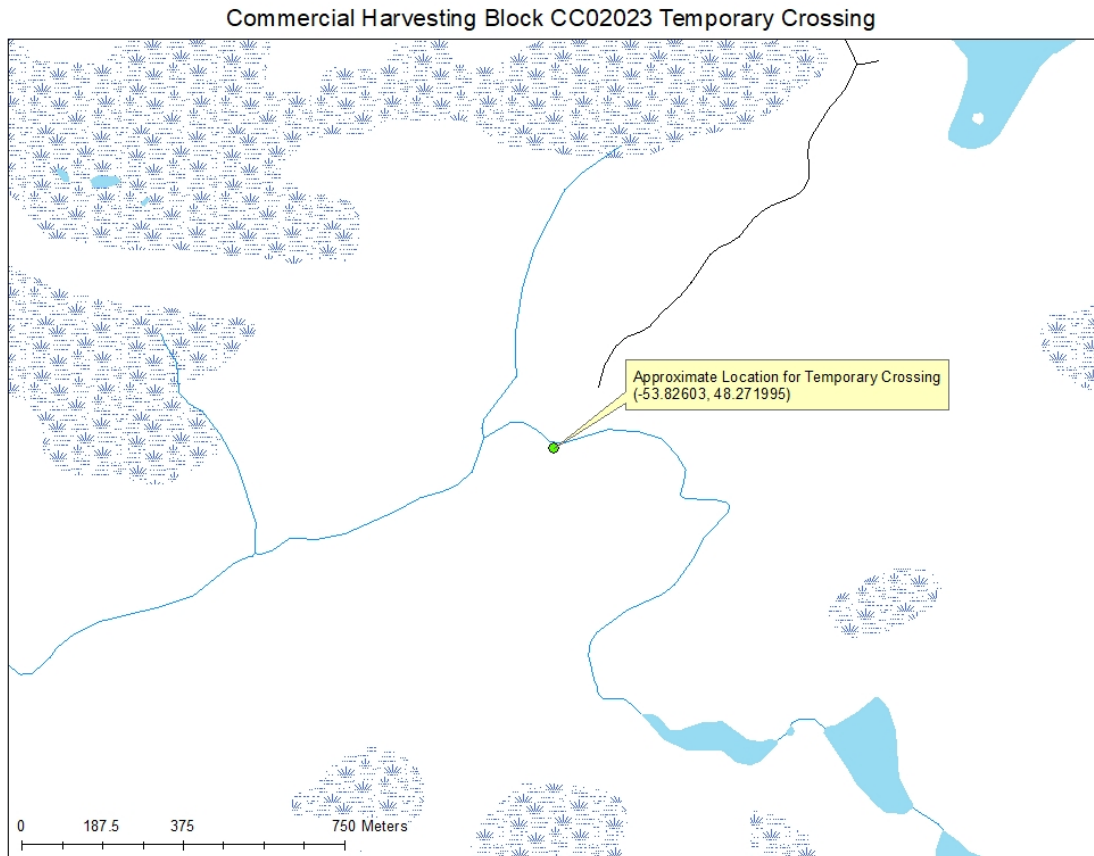 Commercial Harvesting Block CC02023 Temporary Crossing
Approximate Location for Temporary Crossing
(-53.82603, 48.271995)
0 187.5 375 750 Meters